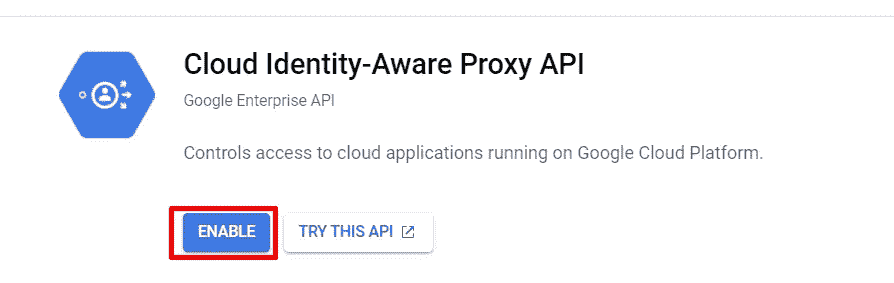 Cloud Identity-Aware Proxy API
Google Enterprise API
Controls access to cloud applications running on Google Cloud Platform.
ENABLE TRY THIS API